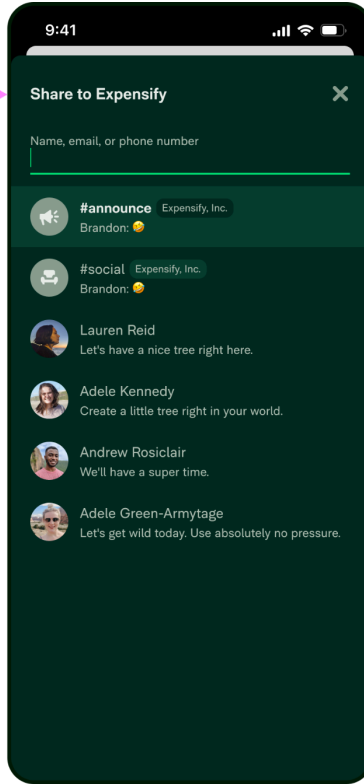 9:41
Share to Expensify
Name, email, or phone number
#announce Expensify, Inc.
Brandon: 🤣
#social Expensify, Inc.
Brandon: 🤣
Lauren Reid
Let's have a nice tree right here.
Adele Kennedy
Create a little tree right in your world.
Andrew Rosiclair
We'll have a super time.
Adele Green-Armytage
Let's get wild today. Use absolutely no pressure.